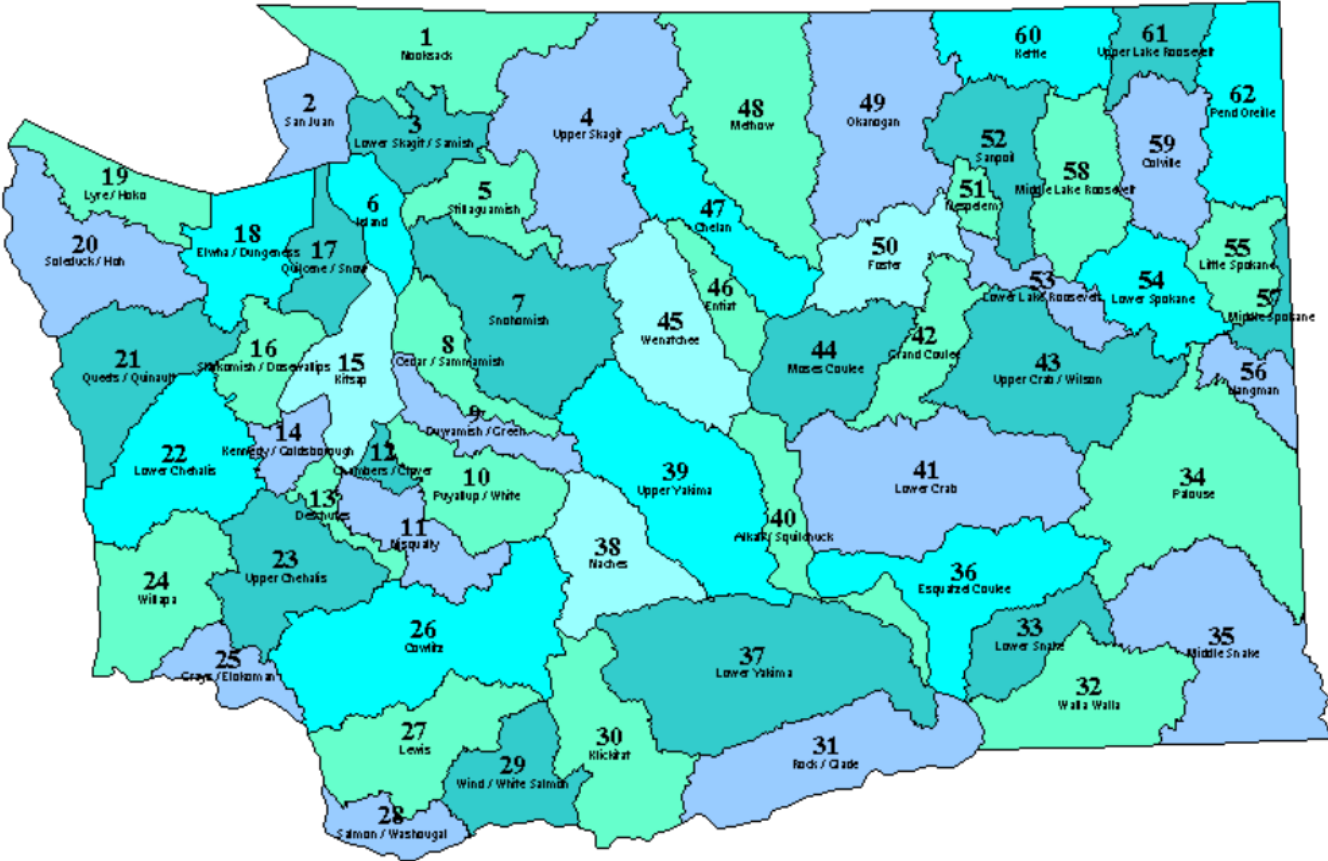 1
Nooksack
2
San Juan
3
Lower Skagit / Samish
4
Upper Skagit
5
Stillaguamish
6
Island
7
Snohomish
8
Cedar / Sammamish
9
Duwamish / Green
10
Puyallup / White
11
Nisqually
12
Chambers / Clover
13
Deschutes
14
Kennedy / Goldsborough
15
Kitsap
16
Skokomish / Dosewallips
17
Quilcene / Snow
18
Elwha / Dungeness
19
Lyre / Hoko
20
Soleduck / Hoh
21
Queets / Quinault
22
Lower Chehalis
23
Upper Chehalis
24
Willapa
25
Grays / Elokoman
26
Cowlitz
27
Lewis
28
Salmon / Washougal
29
Wind / White Salmon
30
Klickitat
31
Rock / Glade
32
Walla Walla
33
Lower Snake
34
Palouse
35
Middle Snake
36
Esquatzel Coulee
37
Lower Yakima
38
Naches
39
Upper Yakima
40
Alkali / Squilchuck
41
Lower Crab
42
Grand Coulee
43
Upper Crab / Wilson
44
Moses Coulee
45
Wenatchee
46
Entiat
47
Chelan
48
Methow
49
Okanogan
50
Foster
51
Nespelem
52
Sanpoil
53
Lower Lake Roosevelt
54
Lower Spokane
55
Little Spokane
56
Hangman
57
Middle Spokane
58
Middle Lake Roosevelt
59
Colville
60
Kettle
61
Upper Lake Roosevelt
62
Pend Oreille